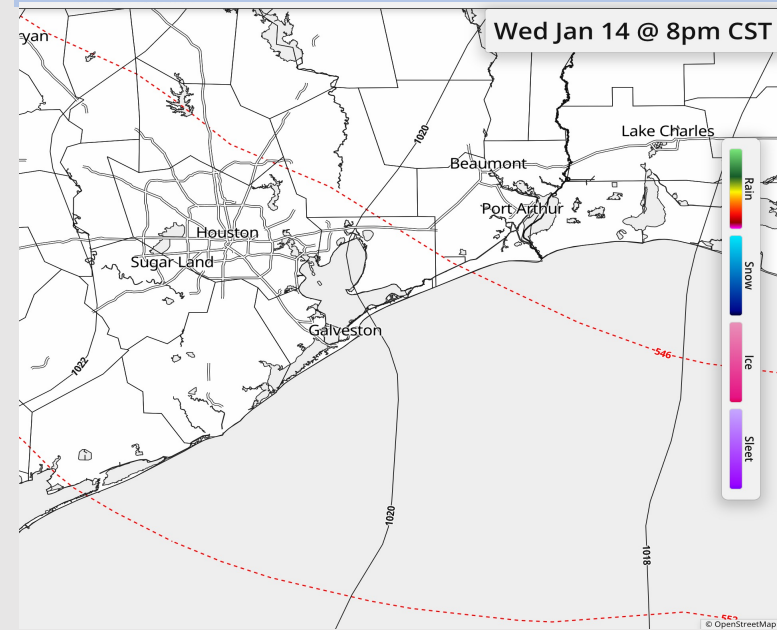 Wed Jan 14 @ 8pm CST
yan
Lake Charles
1020
Beaumont
Rain
Port Arthur
Houston
Sugar Land
Snow
Galveston
546
Ice
1022
Sleet
1020
1018
552
© OpenStreetMap